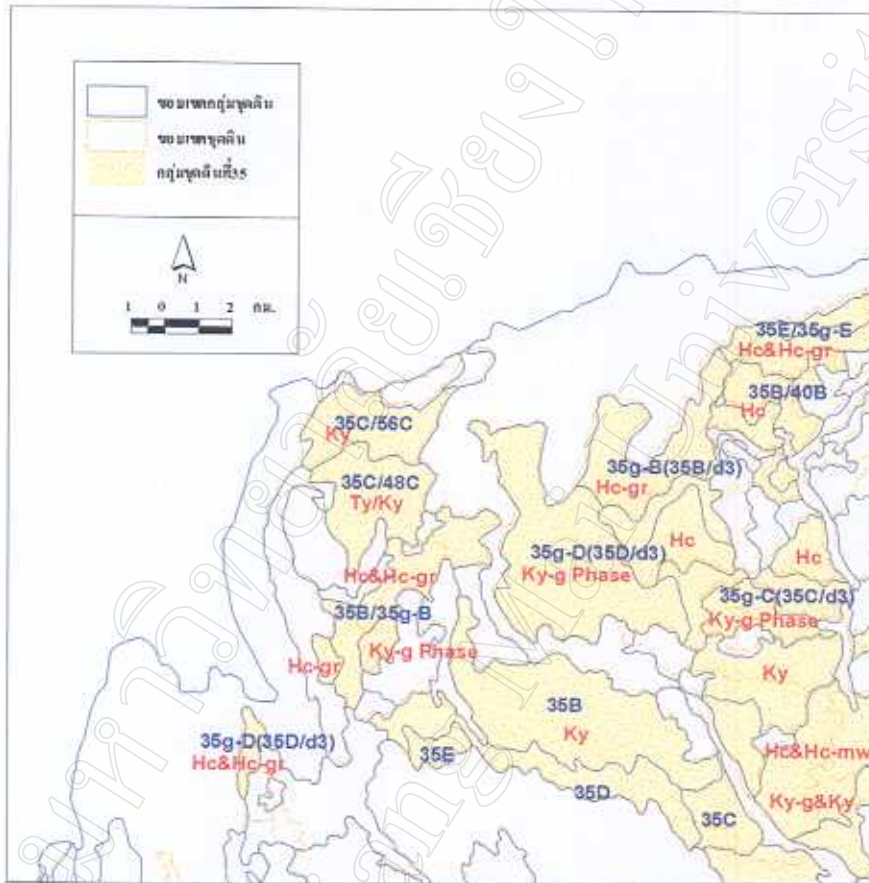 ขอบเขตกลุ่มชุดดิน
ขอบเขตชุดดิน
กลุ่มชุดดินที่35
N
1 0 1 2 กม.
35E/35g-E
Hc&Hc-gr
35B/40B
Hc
35C/56C
Ky
35g-B(35B/d3)
Hc-gr
35C/48C
Ty/Ky
Hc
35g-D(35D/d3)
Ky-g Phase
Hc
Hc&Hc-gr
35g-C(35C/d3)
Ky-g Phase
35B/35g-B
Ky-g Phase
Hc-gr
Ky
35B
Ky
35g-D(35D/d3)
Hc&Hc-gr
35E
Hc&Hc-mw
35D
Ky-g&Ky
35C